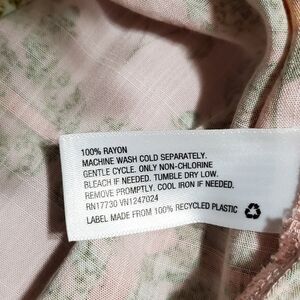 100% RAYON
MACHINE WASH COLD SEPARATELY.
GENTLE CYCLE. ONLY NON-CHLORINE
BLEACH IF NEEDED. TUMBLE DRY LOW.
REMOVE PROMPTLY. COOL IRON IF NEEDED.
RN17730 VN1247024
LABEL MADE FROM 100% RECYCLED PLASTIC